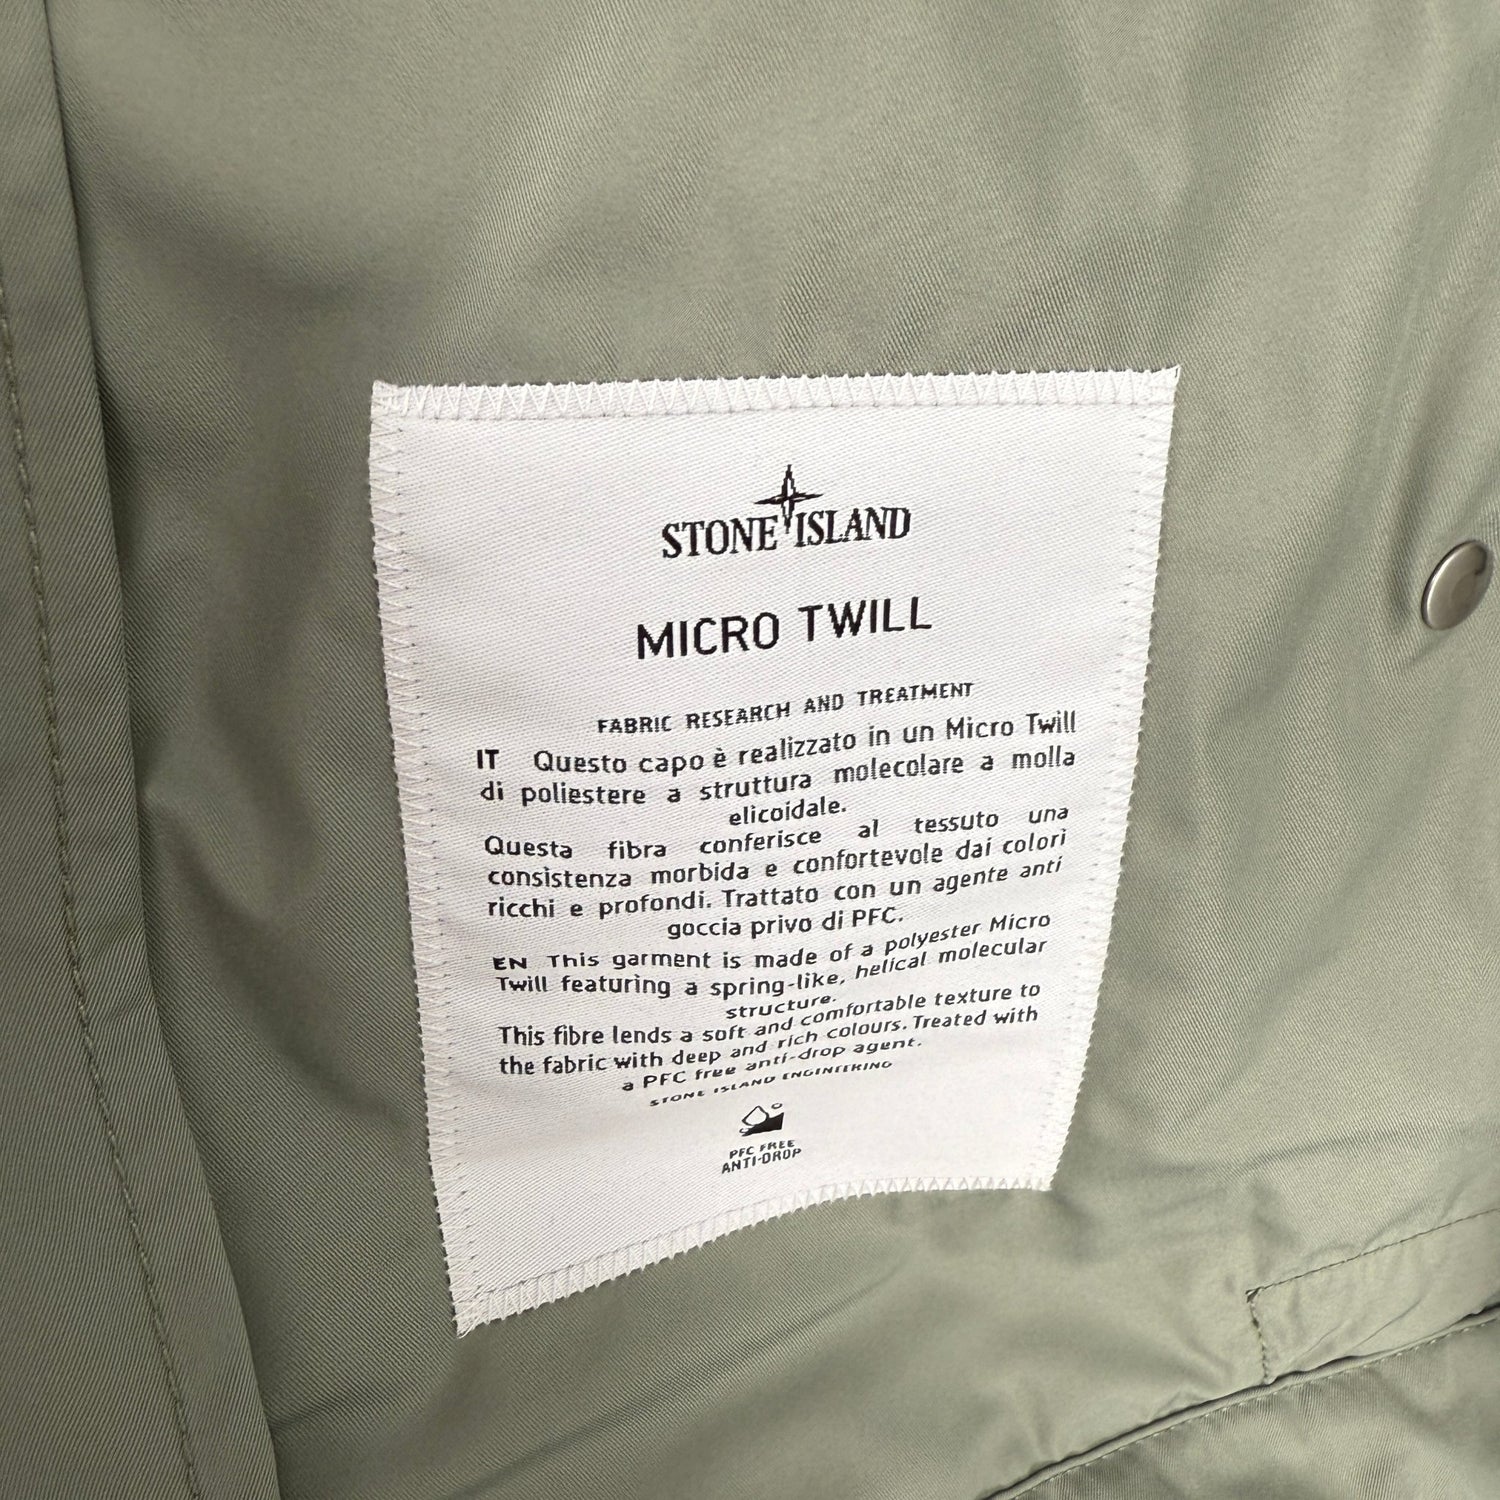 STONE ISLAND
MICRO TWILL
FABRIC RESEARCH AND TREATMENT
IT Questo capo è realizzato in un Micro Twill
di poliestere a struttura molecolare a molla
elicoidale.
Questa fibra conferisce al tessuto una
consistenza morbida e confortevole dai colori
ricchi e profondi. Trattato con un agente anti
goccia privo di PFC.
EN This garment is made of a polyester Micro
Twill featuring a spring-like, helical molecular
structure.
This fibre lends a soft and comfortable texture to
the fabric with deep and rich colours. Treated with
a PFC free anti-drop agent.
STONE ISLAND ENGINEERING
PFC FREE
ANTI-DROP